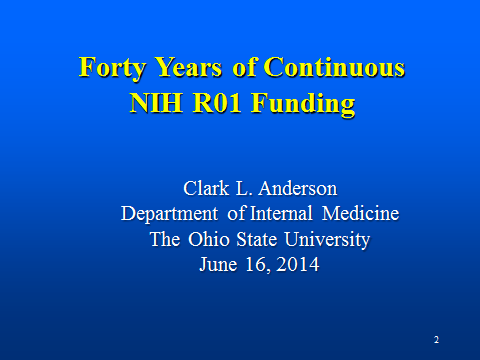 Forty Years of Continuous
NIH R01 Funding
Clark L. Anderson
Department of Internal Medicine
The Ohio State University
June 16, 2014
2